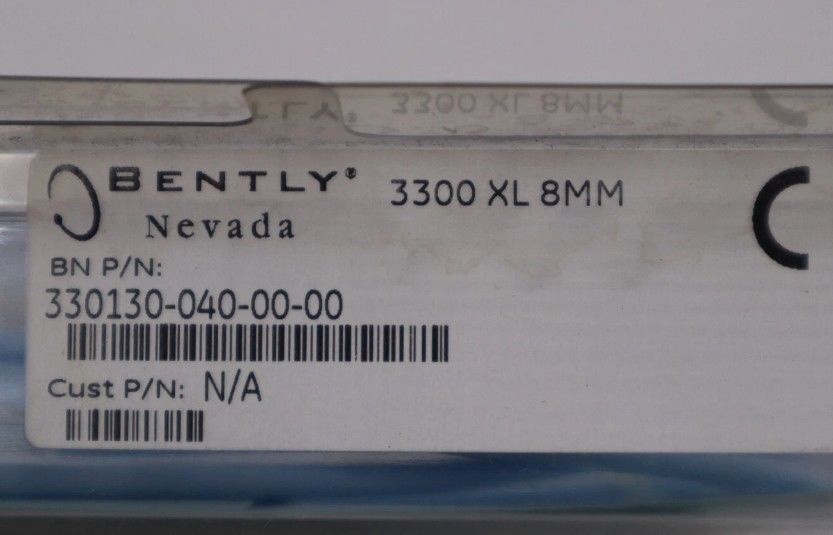 BENTLY®
Nevada
3300 XL 8MM
BN P/N:
330130-040-00-00
Cust P/N: N/A